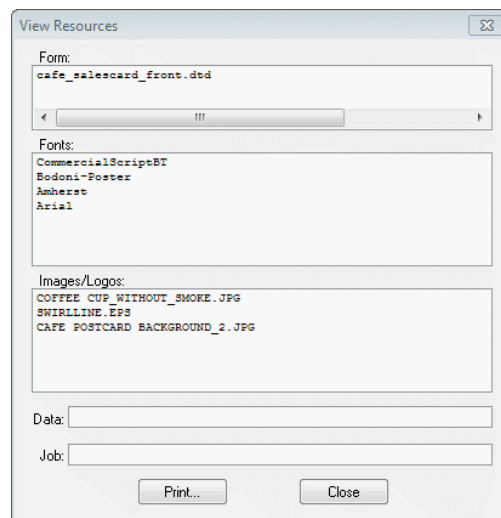 View Resources
Form:
cafe_salescard_front.dtd
Fonts:
CommercialScriptBT
Bodoni-Poster
Amherst
Arial
Images/Logos:
COFFEE CUP_WITHOUT_SMOKE.JPG
SWIRLLINE.EPS
CAFE POSTCARD BACKGROUND_2.JPG
Data:
Job:
Print...
Close